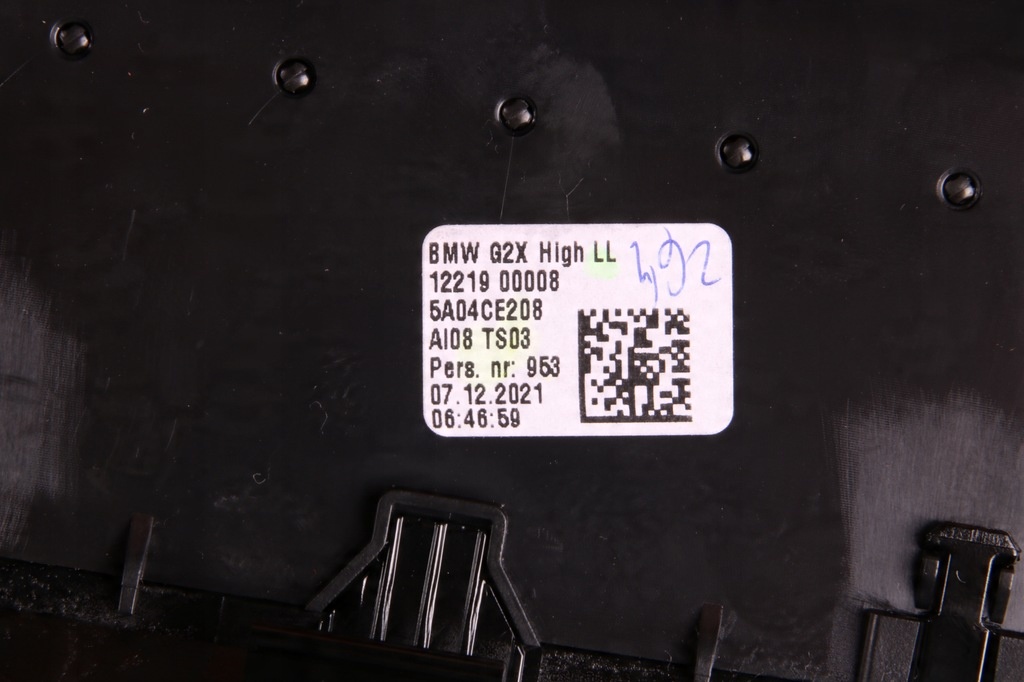 BMW G2X High LL
12219 00008
5A04CE208
AI08 TS03
Pers. nr: 953
07.12.2021
06:46:59